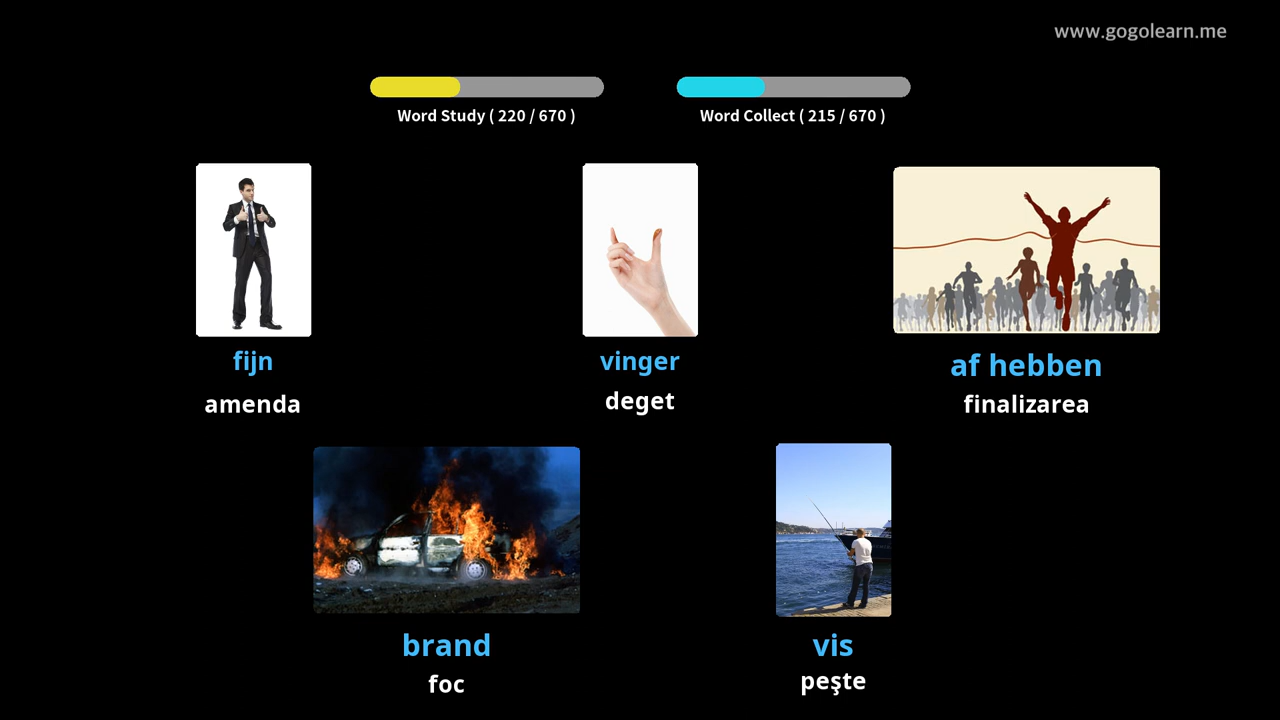 www.gogolearn.me
Word Study ( 220 / 670 )
Word Collect ( 215 / 670 )
fijn
vinger
af hebben
amenda
deget
finalizarea
brand
vis
foc
peşte